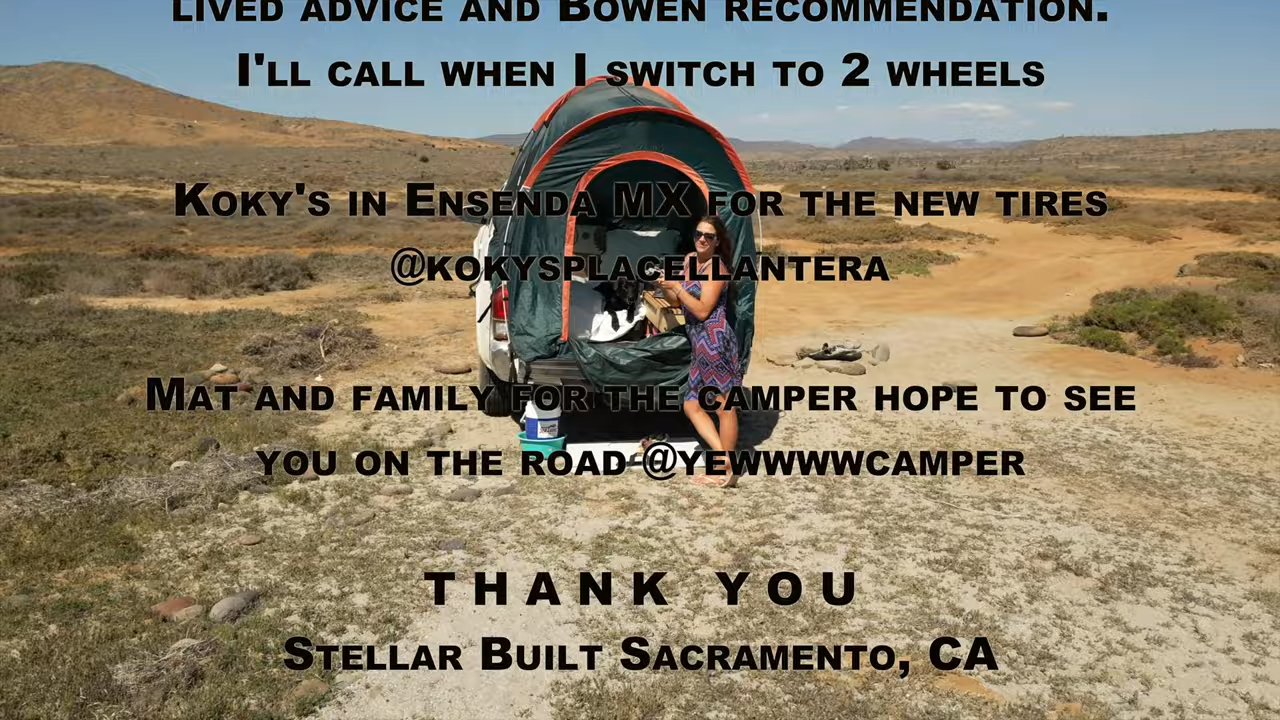 LIVED ADVICE AND BOWEN RECOMMENDATION.
I'LL CALL WHEN I SWITCH TO 2 WHEELS
KOKY'S IN ENSENDA MX FOR THE NEW TIRES
@KOKYSPLACELLANTERA
MAT AND FAMILY FOR THE CAMPER HOPE TO SEE
YOU ON THE ROAD @YEWWWWCAMPER
THANK YOU
STELLAR BUILT SACRAMENTO, CA